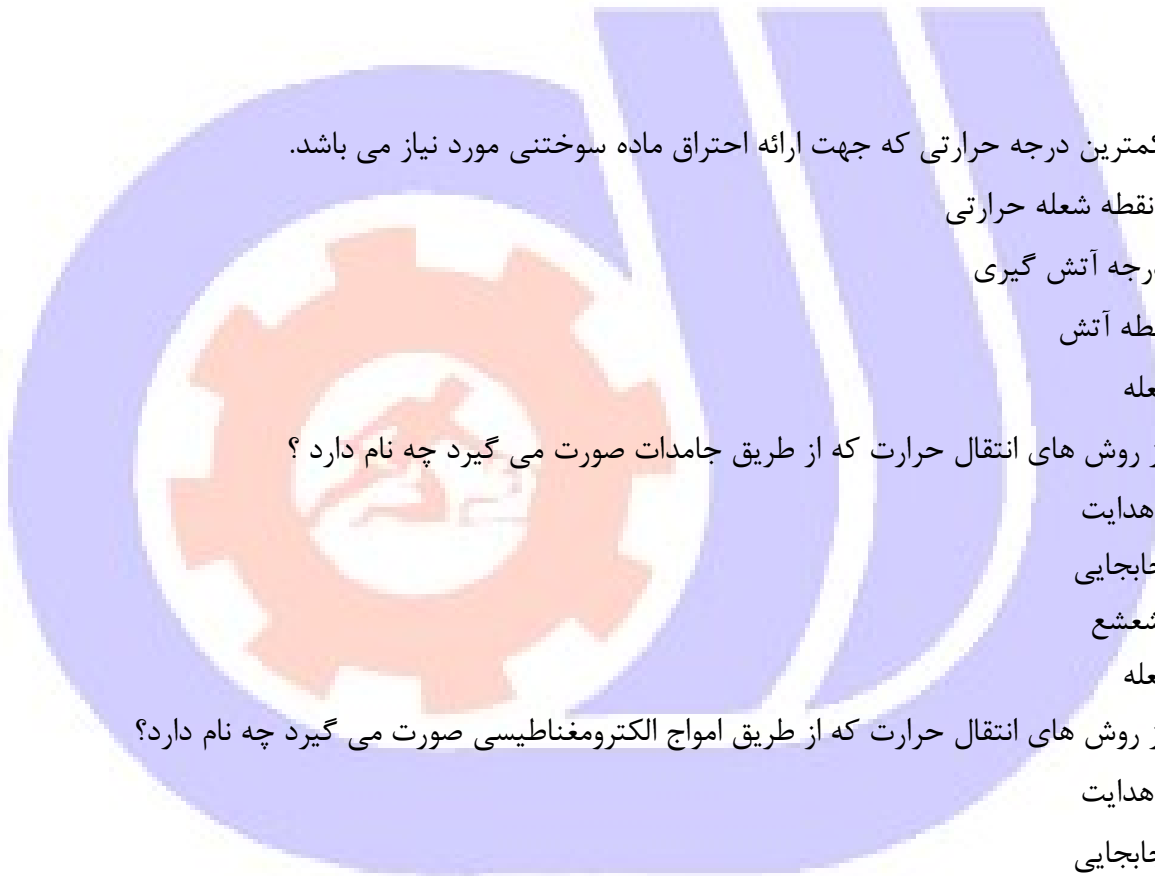 کمترین درجه حرارتی که جهت ارائه احتراق ماده سوختنی مورد نیاز می باشد.
نقطه شعله حرارتی
رجه آتش گیری
طه آتش
عله
ز روش های انتقال حرارت که از طریق جامدات صورت می گیرد چه نام دارد ؟
هدایت
جابجایی
شعشع
عله
ز روش های انتقال حرارت که از طریق امواج الکترومغناطیسی صورت می گیرد چه نام دارد؟
هدایت
جابجایی